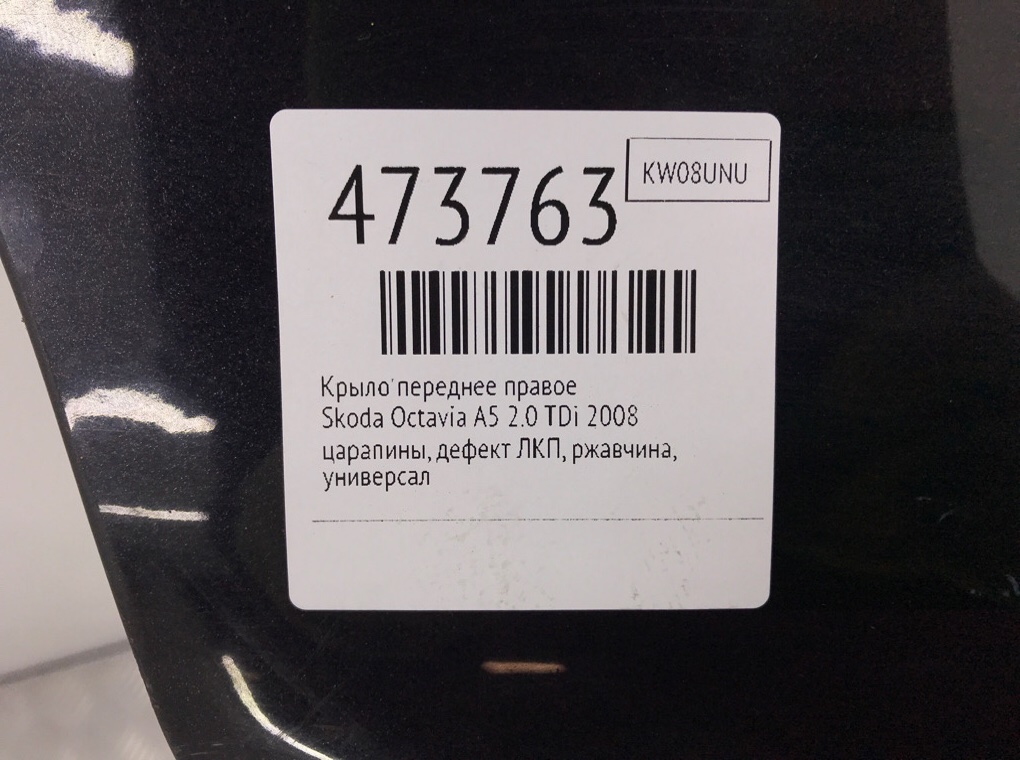 473763
KW08UNU
Крыло переднее правое
Skoda Octavia A5 2.0 TDi 2008
царапины, дефект ЛКП, ржавчина,
универсал